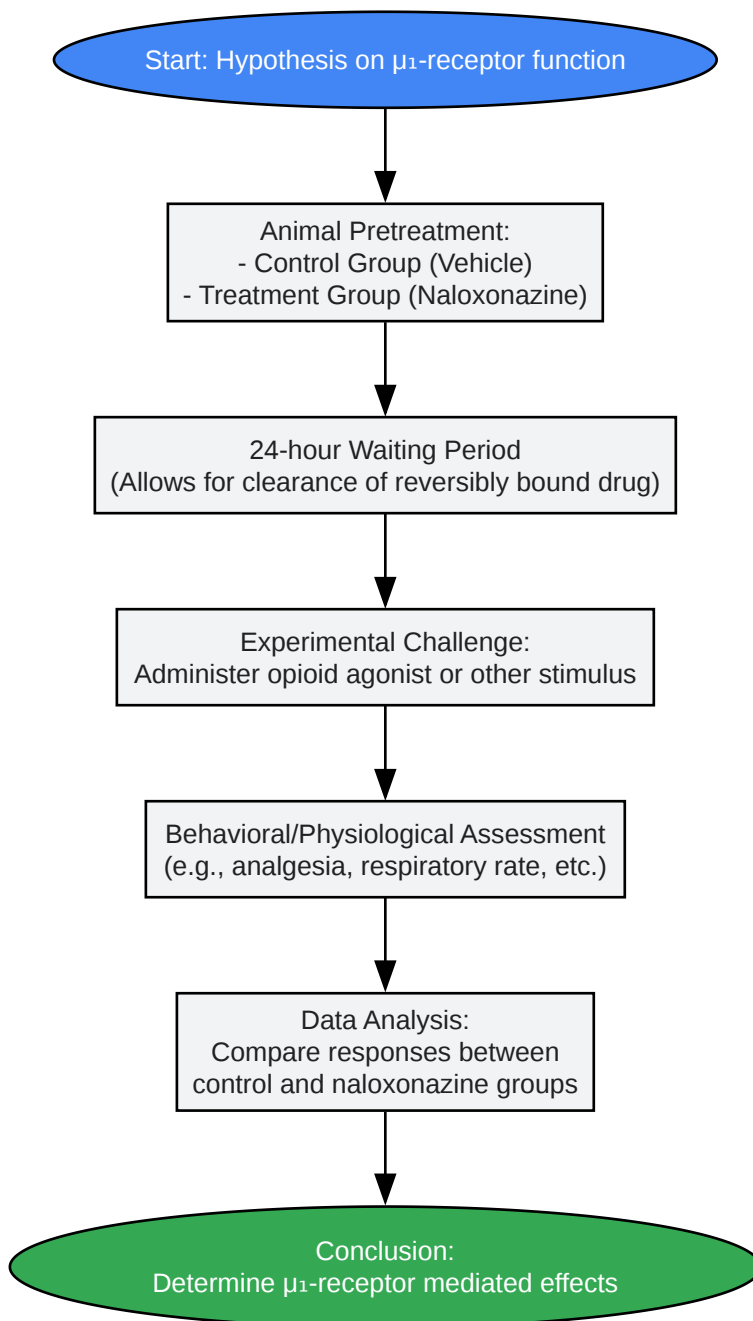 Start: Hypothesis on μ₁-receptor function
Animal Pretreatment:
- Control Group (Vehicle)
- Treatment Group (Naloxonazine)
24-hour Waiting Period
(Allows for clearance of reversibly bound drug)
Experimental Challenge:
Administer opioid agonist or other stimulus
Behavioral/Physiological Assessment
(e.g., analgesia, respiratory rate, etc.)
Data Analysis:
Compare responses between
control and naloxonazine groups
Conclusion:
Determine μ₁-receptor mediated effects